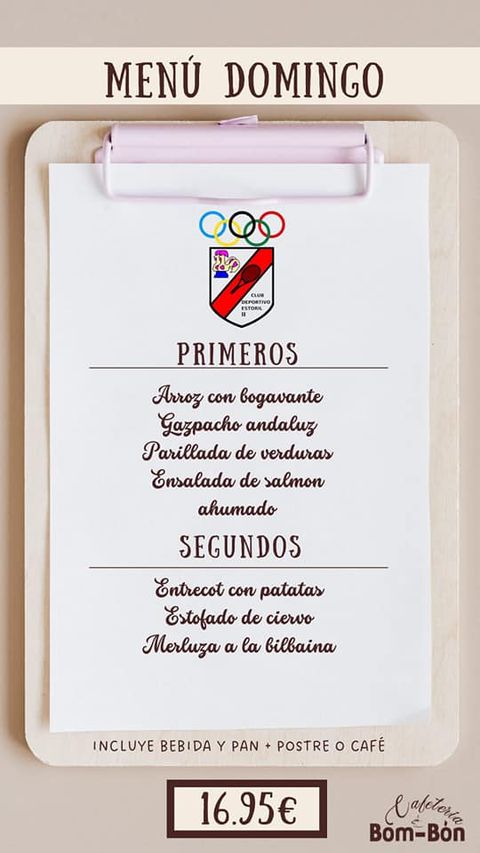 MENÚ DOMINGO
CLUB
DEPORTIVO
ESTORIL
II
PRIMEROS
Arroz con bogavante
Gazpacho andaluz
Parillada de verduras
Ensalada de salmon
ahumado
SEGUNDOS
Entrecot con patatas
Estofado de ciervo
Merluza a la bilbaina
INCLUYE BEBIDA Y PAN + POSTRE O CAFÉ
16.95€
Cafetería
Bom-Bón